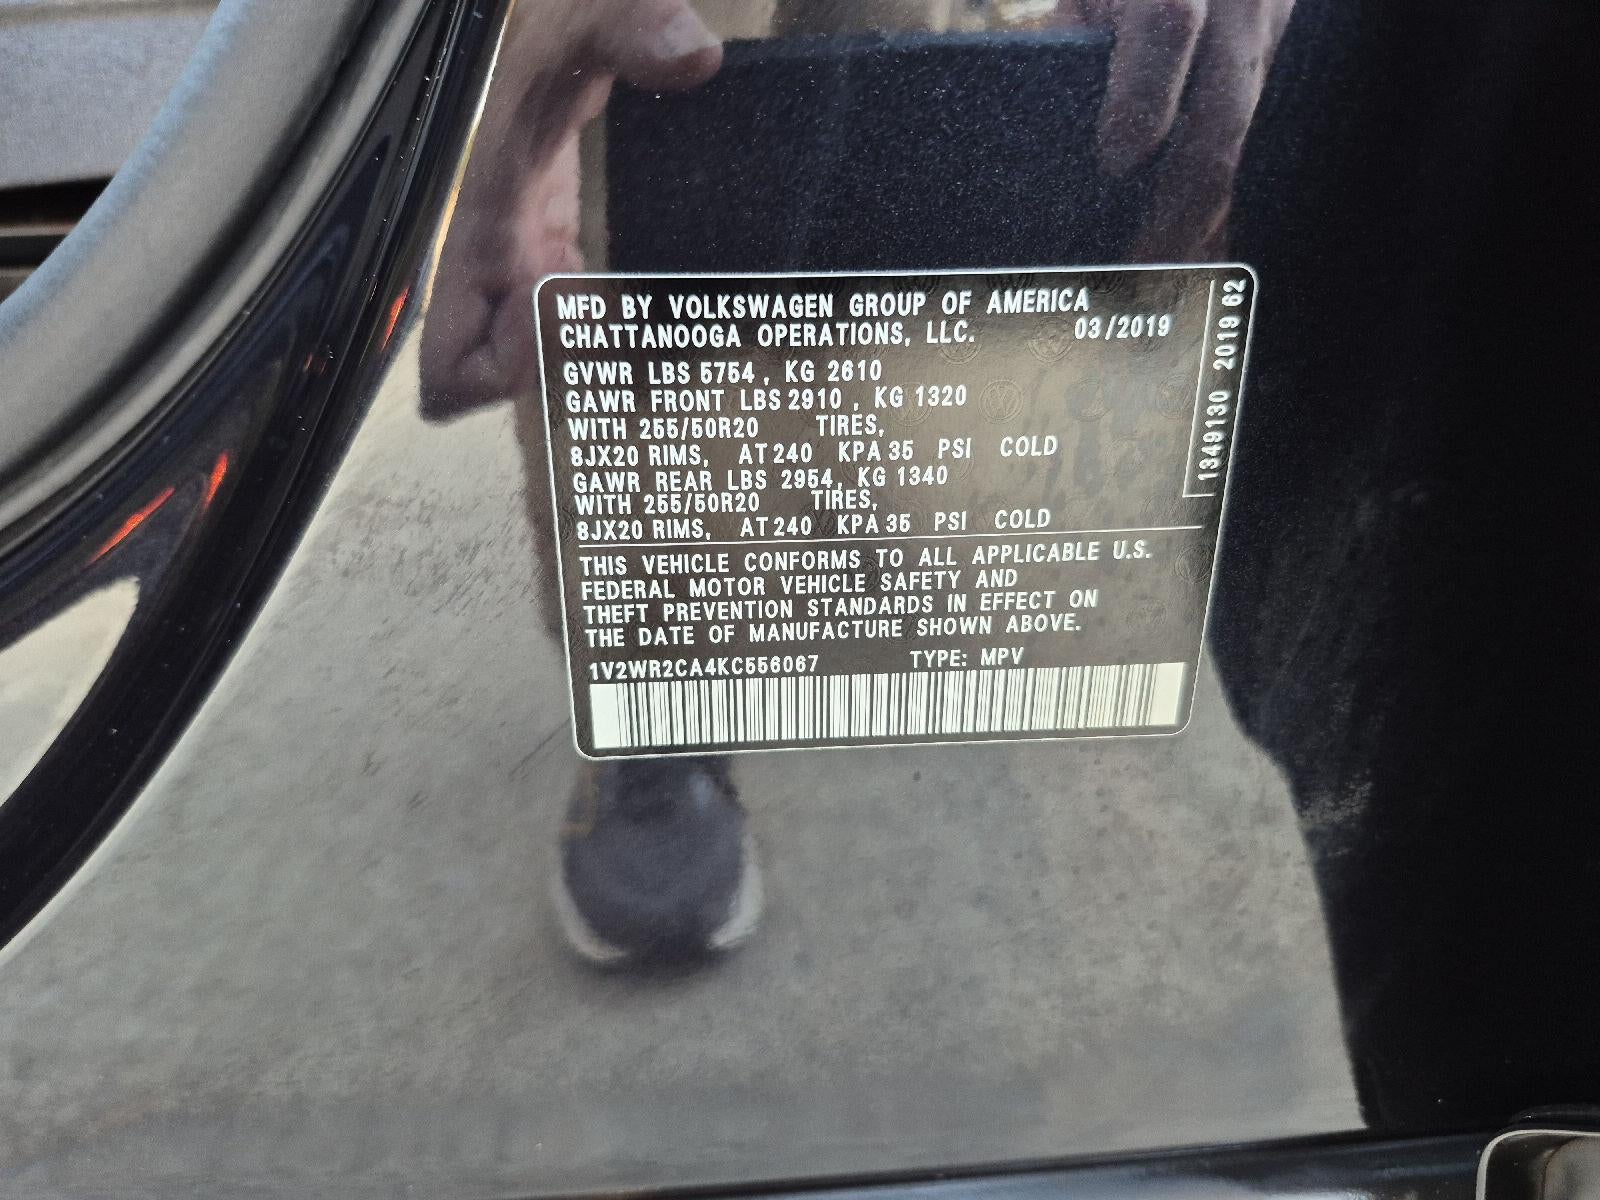 MFD BY VOLKSWAGEN GROUP OF AMERICA
CHATTANOOGA OPERATIONS, LLC. 03/2019
GVWR LBS 5754, KG 2610
GAWR FRONT LBS 2910, KG 1320
WITH 255/50R20 TIRES,
8JX20 RIMS, AT 240 KPA 35 PSI COLD
GAWR REAR LBS 2954, KG 1340
WITH 255/50R20 TIRES,
8JX20 RIMS, AT 240 KPA 35 PSI COLD
THIS VEHICLE CONFORMS TO ALL APPLICABLE U.S.
FEDERAL MOTOR VEHICLE SAFETY AND
THEFT PREVENTION STANDARDS IN EFFECT ON
THE DATE OF MANUFACTURE SHOWN ABOVE.
1V2WR2CA4KC556067 TYPE: MPV
1349130 2019 62